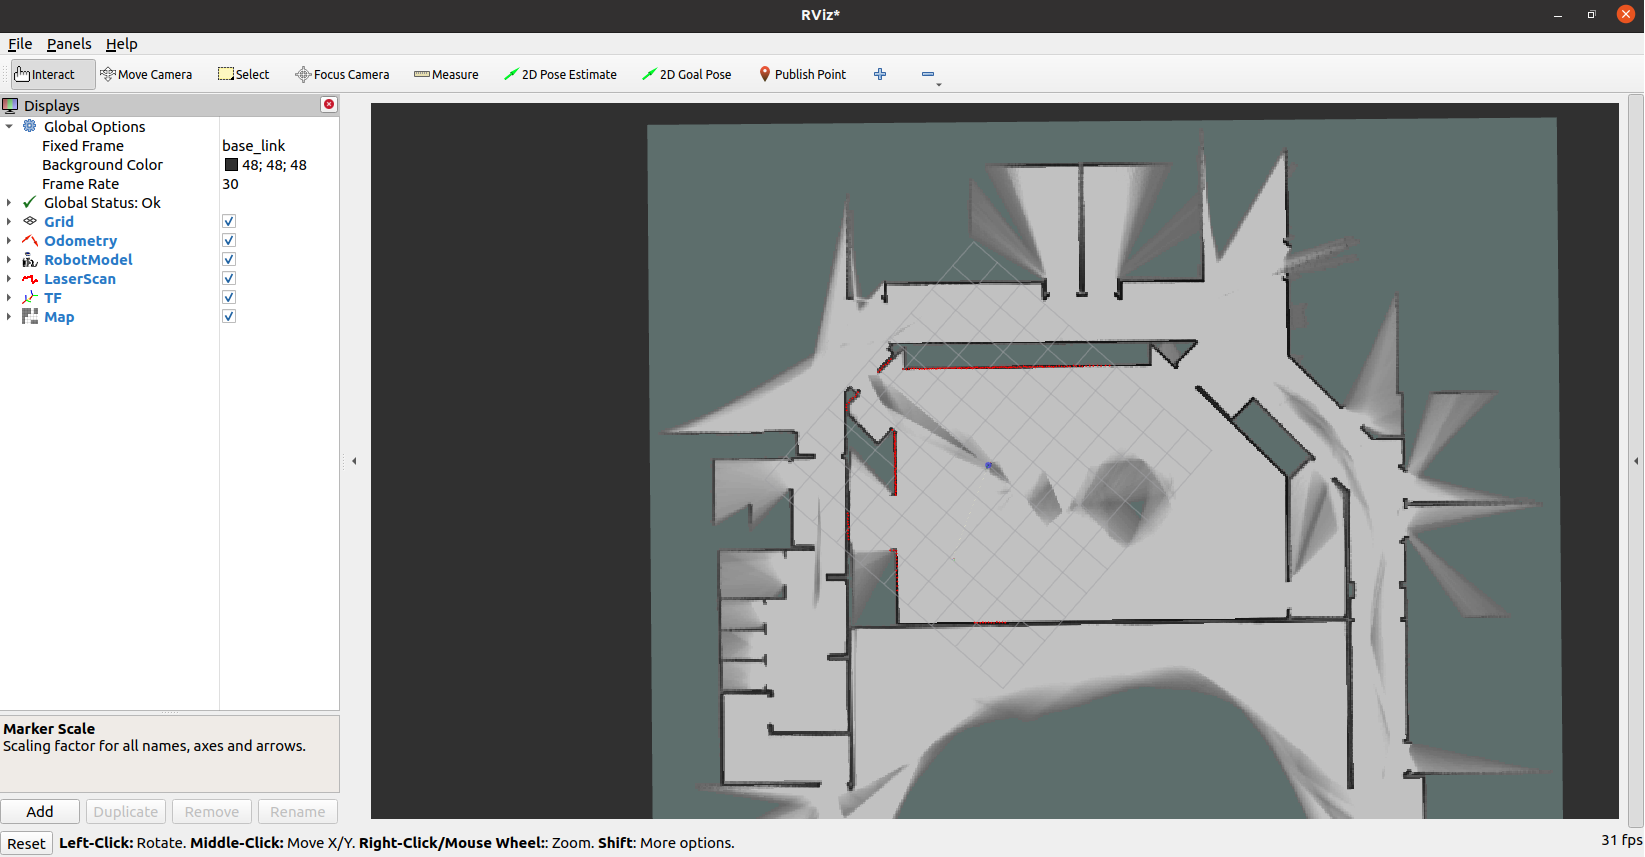 RViz*
File Panels Help
Interact Move Camera Select Focus Camera Measure 2D Pose Estimate 2D Goal Pose Publish Point
Displays
Global Options
Fixed Frame base_link
Background Color 48; 48; 48
Frame Rate 30
Global Status: Ok
Grid
Odometry
RobotModel
LaserScan
TF
Map
Marker Scale
Scaling factor for all names, axes and arrows.
Add Duplicate Remove Rename
Reset Left-Click: Rotate. Middle-Click: Move X/Y. Right-Click/Mouse Wheel:: Zoom. Shift: More options. 31 fps